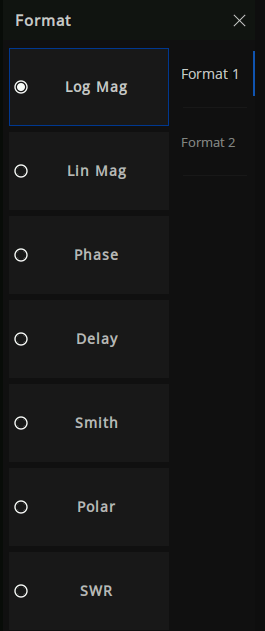 Format
Log Mag
Format 1
Lin Mag
Format 2
Phase
Delay
Smith
Polar
SWR